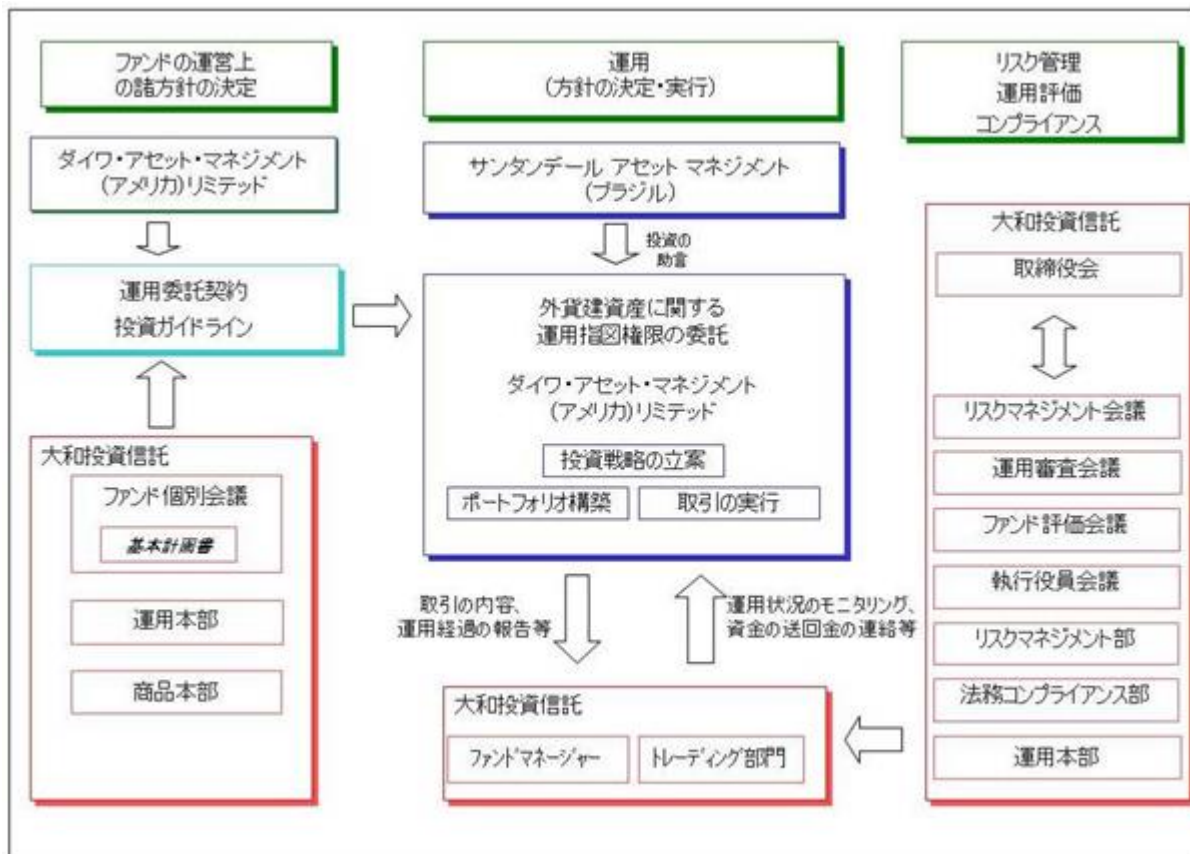 ファンドの運営上
の諸方針の決定
運用
(方針の決定・実行)
リスク管理
運用評価
コンプライアンス
ダイワ・アセット・マネジメント
(アメリカ)リミテッド
サンタンデール アセット マネジメント
(ブラジル)
投資の
助言
運用委託契約
投資ガイドライン
外貨建資産に関する
運用指図権限の委託
ダイワ・アセット・マネジメント
(アメリカ)リミテッド
投資戦略の立案
ポートフォリオ構築
取引の実行
大和投資信託
取締役会
リスクマネジメント会議
運用審査会議
ファンド評価会議
執行役員会議
リスクマネジメント部
法務コンプライアンス部
運用本部
大和投資信託
ファンド個別会議
基本計画書
運用本部
商品本部
取引の内容、
運用経過の報告等
運用状況のモニタリング、
資金の送回金の連絡等
大和投資信託
ファンドマネージャー
トレーディング部門